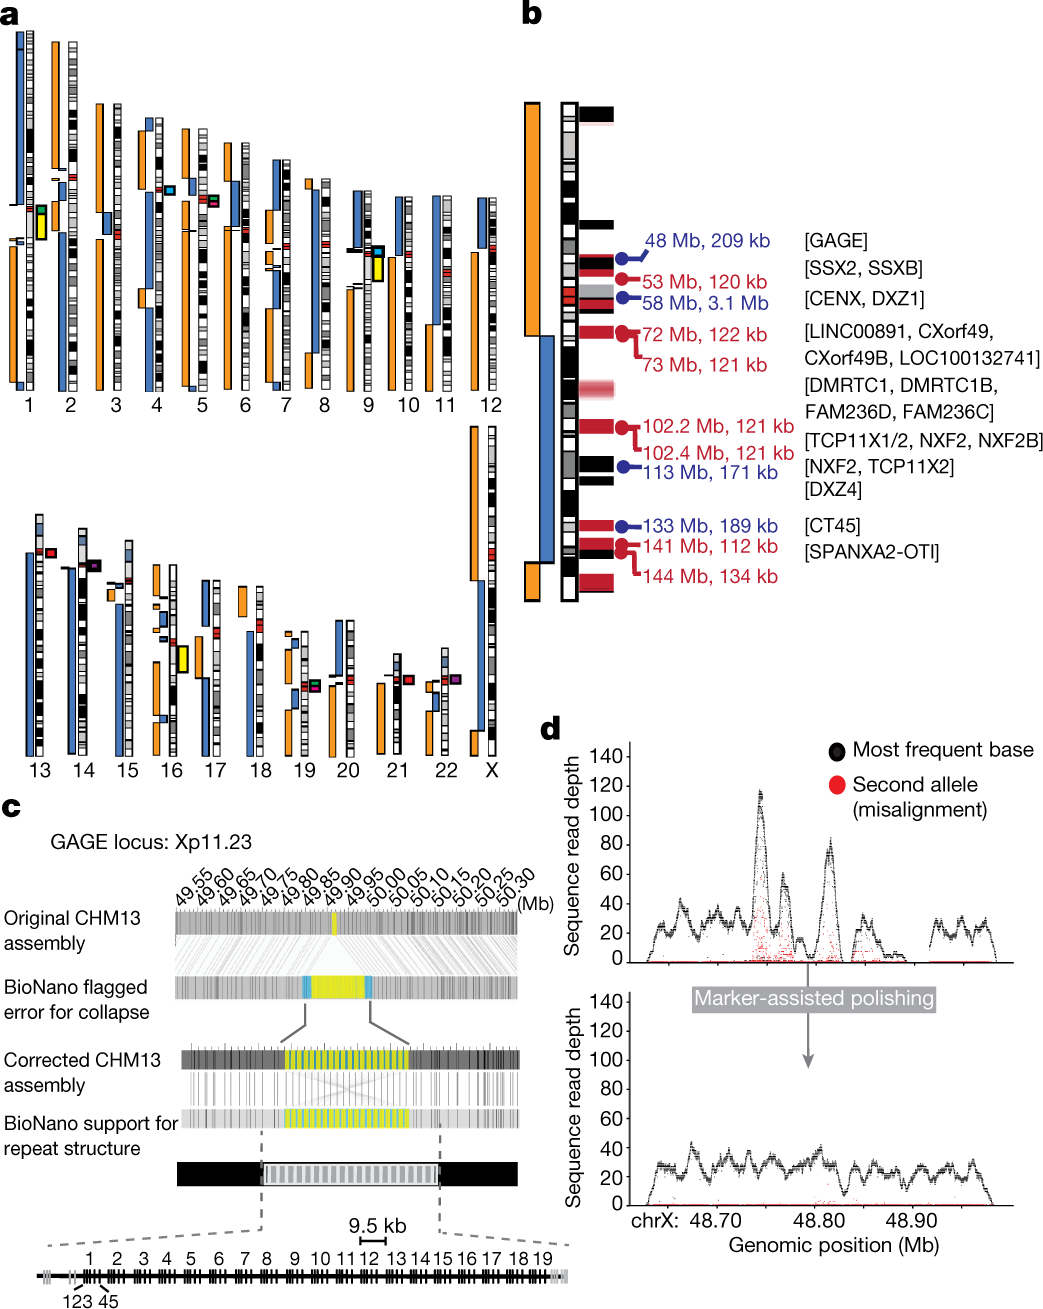 a
1 2 3 4 5 6 7 8 9 10 11 12
13 14 15 16 17 18 19 20 21 22 X
b
48 Mb, 209 kb
53 Mb, 120 kb
58 Mb, 3.1 Mb
72 Mb, 122 kb
73 Mb, 121 kb
102.2 Mb, 121 kb
102.4 Mb, 121 kb
113 Mb, 171 kb
133 Mb, 189 kb
141 Mb, 112 kb
144 Mb, 134 kb
[GAGE]
[SSX2, SSXB]
[CENX, DXZ1]
[LINC00891, CXorf49,
CXorf49B, LOC100132741]
[DMRTC1, DMRTC1B,
FAM236D, FAM236C]
[TCP11X1/2, NXF2, NXF2B]
[NXF2, TCP11X2]
[DXZ4]
[CT45]
[SPANXA2-OTI]
c
GAGE locus: Xp11.23
49.55 49.60 49.65 49.70 49.75 49.80 49.85 49.90 49.95 50.00 50.05 50.10 50.15 50.20 50.25 50.30 (Mb)
Original CHM13
assembly
BioNano flagged
error for collapse
Corrected CHM13
assembly
BioNano support for
repeat structure
9.5 kb
1 2 3 4 5 6 7 8 9 10 11 12 13 14 15 16 17 18 19
123 45
d
Sequence read depth
140
120
100
80
60
40
20
0
Most frequent base
Second allele
(misalignment)
Marker-assisted polishing
Sequence read depth
140
120
100
80
60
40
20
0
chrX: 48.70 48.80 48.90
Genomic position (Mb)